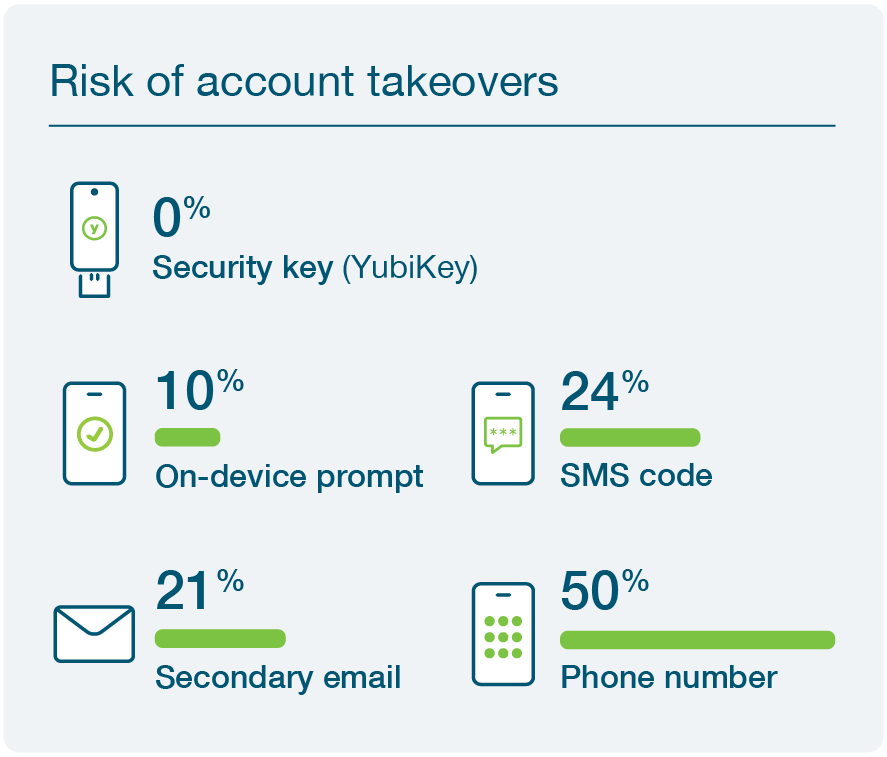 Risk of account takeovers
y
0%
Security key (YubiKey)
10%
On-device prompt
24%
***
SMS code
21%
Secondary email
50%
Phone number